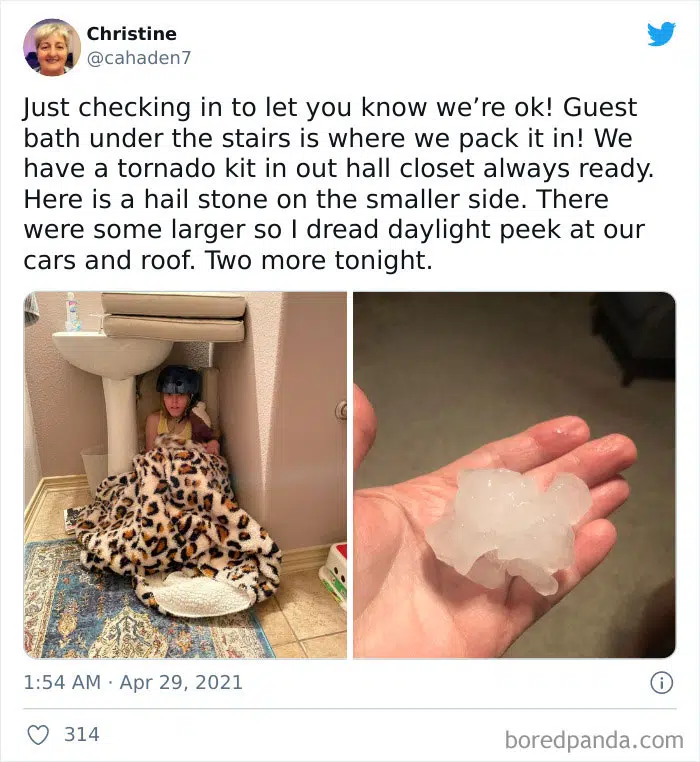 Christine
@cahaden7
Just checking in to let you know we’re ok! Guest
bath under the stairs is where we pack it in! We
have a tornado kit in out hall closet always ready.
Here is a hail stone on the smaller side. There
were some larger so I dread daylight peek at our
cars and roof. Two more tonight.
1:54 AM · Apr 29, 2021
314
boredpanda.com